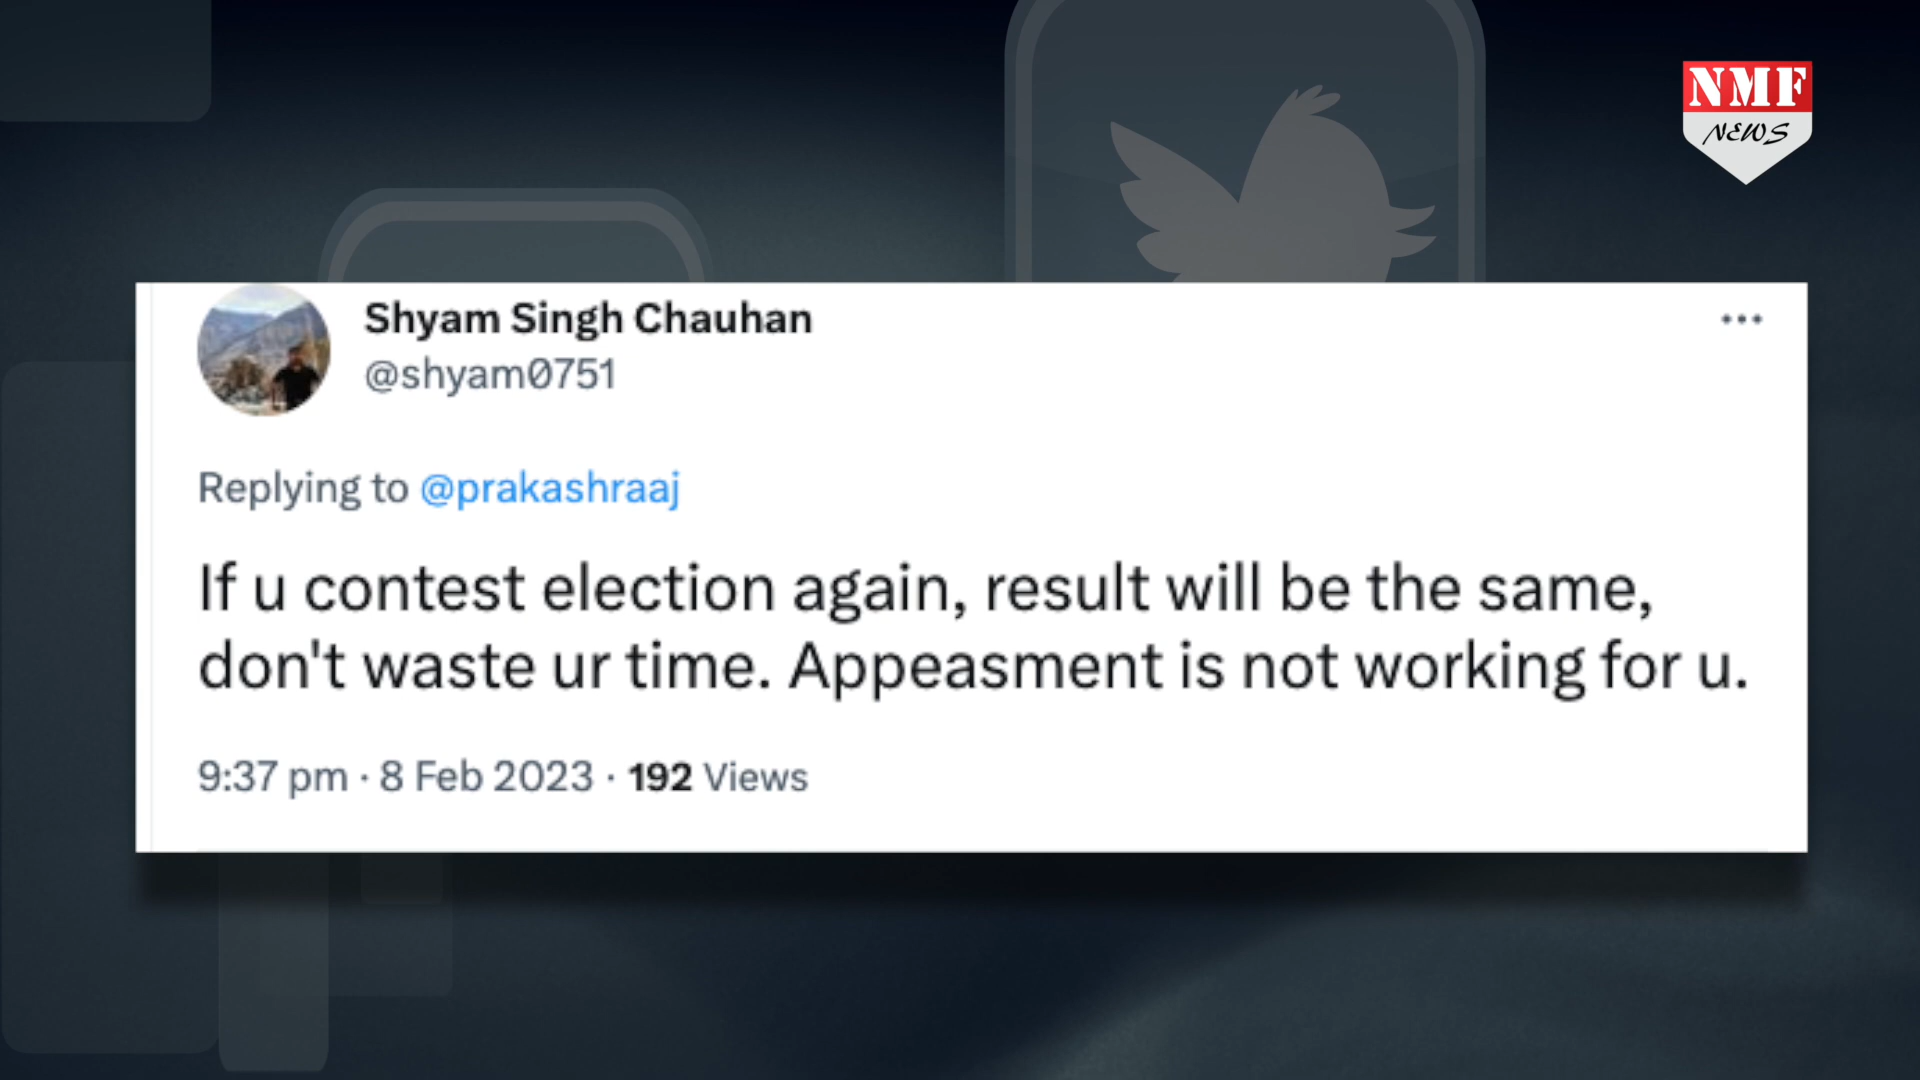 NMF
NEWS
Shyam Singh Chauhan
@shyam0751
Replying to @prakashraaj
If u contest election again, result will be the same,
don't waste ur time. Appeasment is not working for u.
9:37 pm · 8 Feb 2023 · 192 Views